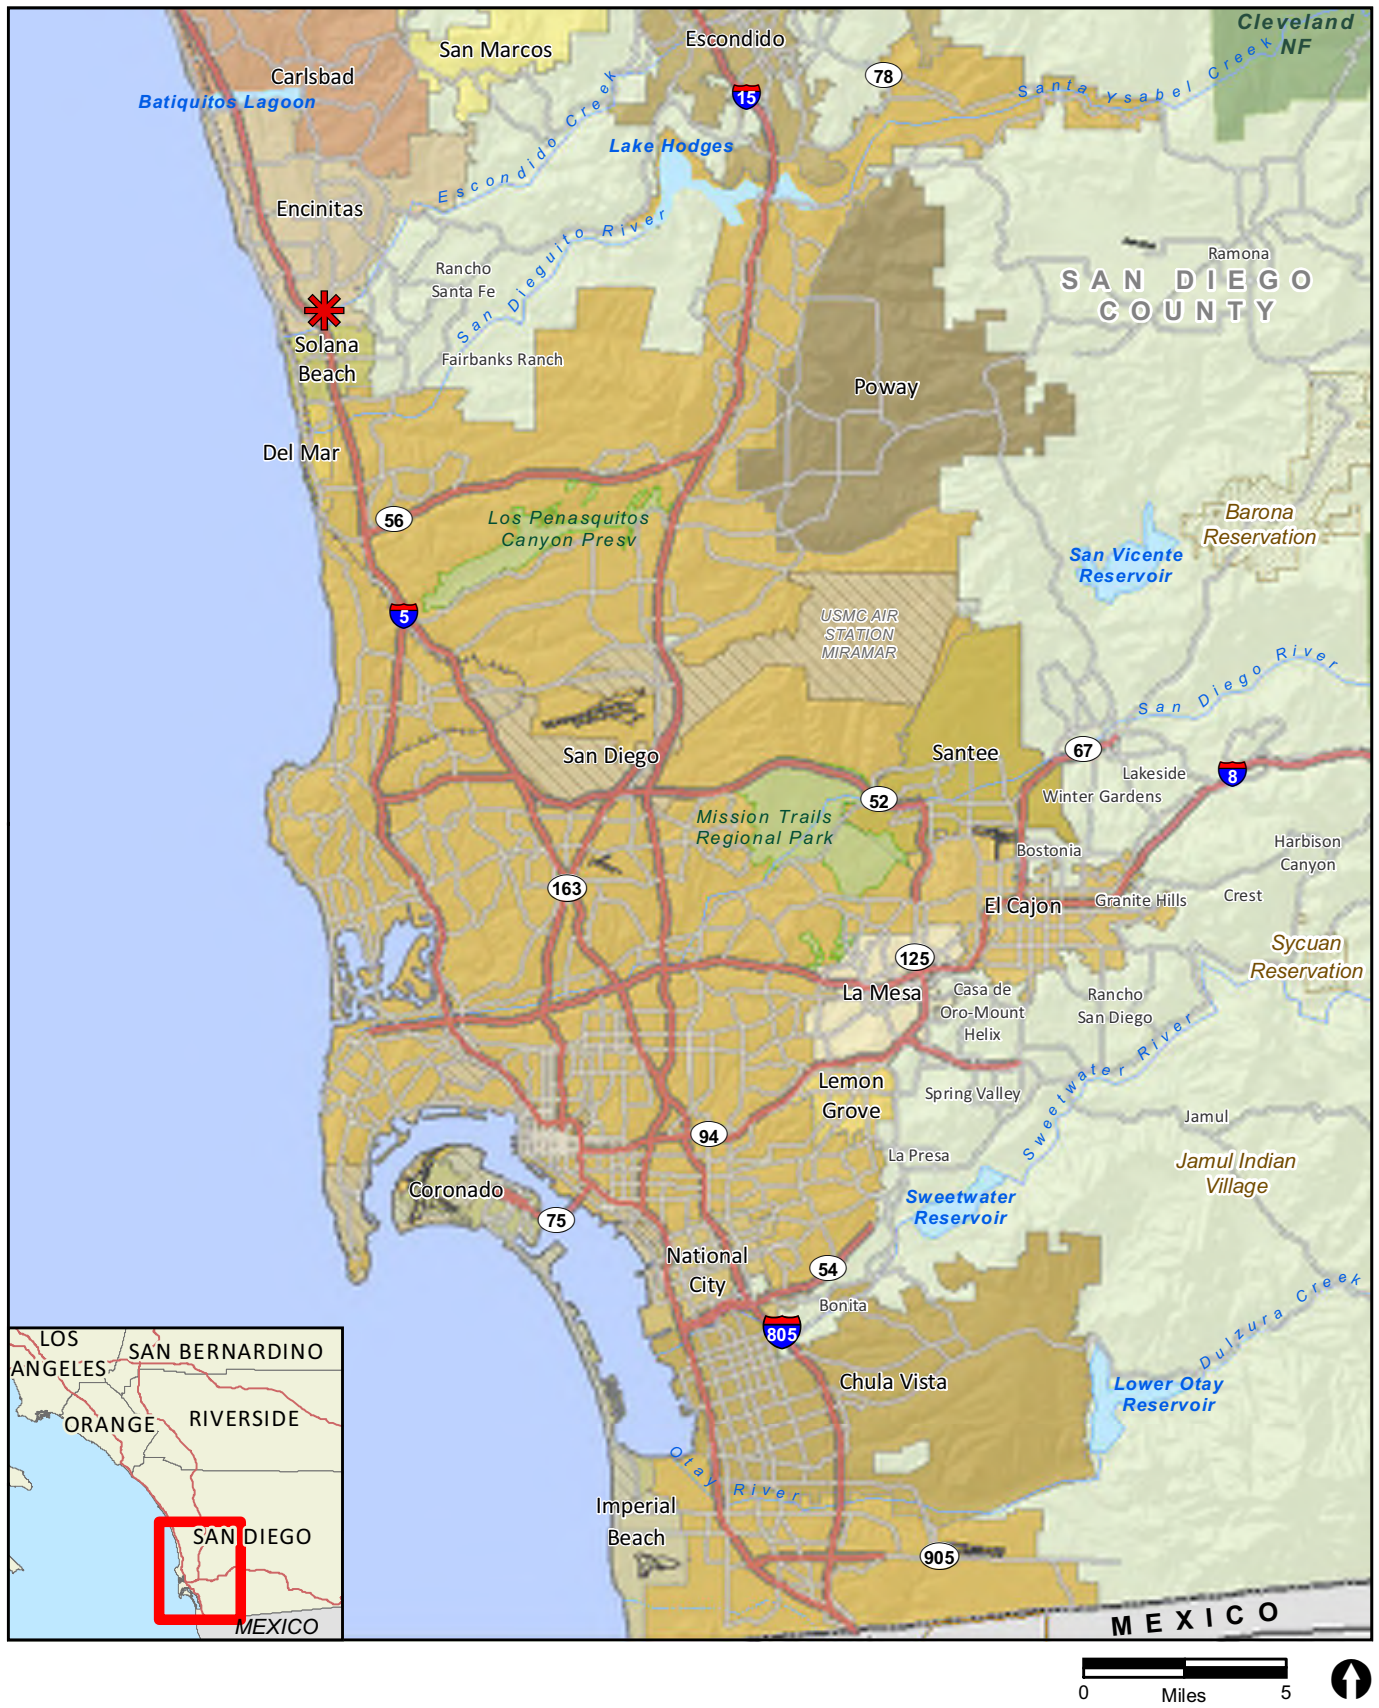 Cleveland
NF
San Marcos
Escondido
78
Carlsbad
Santa Ysabel Creek
Batiquitos Lagoon
15
Escondido Creek
Lake Hodges
Encinitas
San Dieguito River
Rancho
Santa Fe
Ramona
SAN DIEGO
COUNTY
Solana
Beach
Fairbanks Ranch
Poway
Del Mar
56
Los Penasquitos
Canyon Presv
Barona
Reservation
San Vicente
Reservoir
5
USMC AIR
STATION
MIRAMAR
San Diego River
San Diego
Santee
67
Lakeside
8
Winter Gardens
52
Mission Trails
Regional Park
Bostonia
Harbison
Canyon
163
El Cajon
Granite Hills
Crest
125
Sycuan
Reservation
La Mesa
Casa de
Oro-Mount
Helix
Rancho
San Diego
Sweetwater River
Lemon
Grove
Spring Valley
Jamul
94
La Presa
Jamul Indian
Village
Coronado
75
Sweetwater
Reservoir
National
City
54
Bonita
805
Dulzura Creek
Chula Vista
Lower Otay
Reservoir
Otay River
Imperial
Beach
905
MEXICO
LOS
ANGELES
SAN BERNARDINO
ORANGE
RIVERSIDE
SAN DIEGO
MEXICO
0
Miles
5